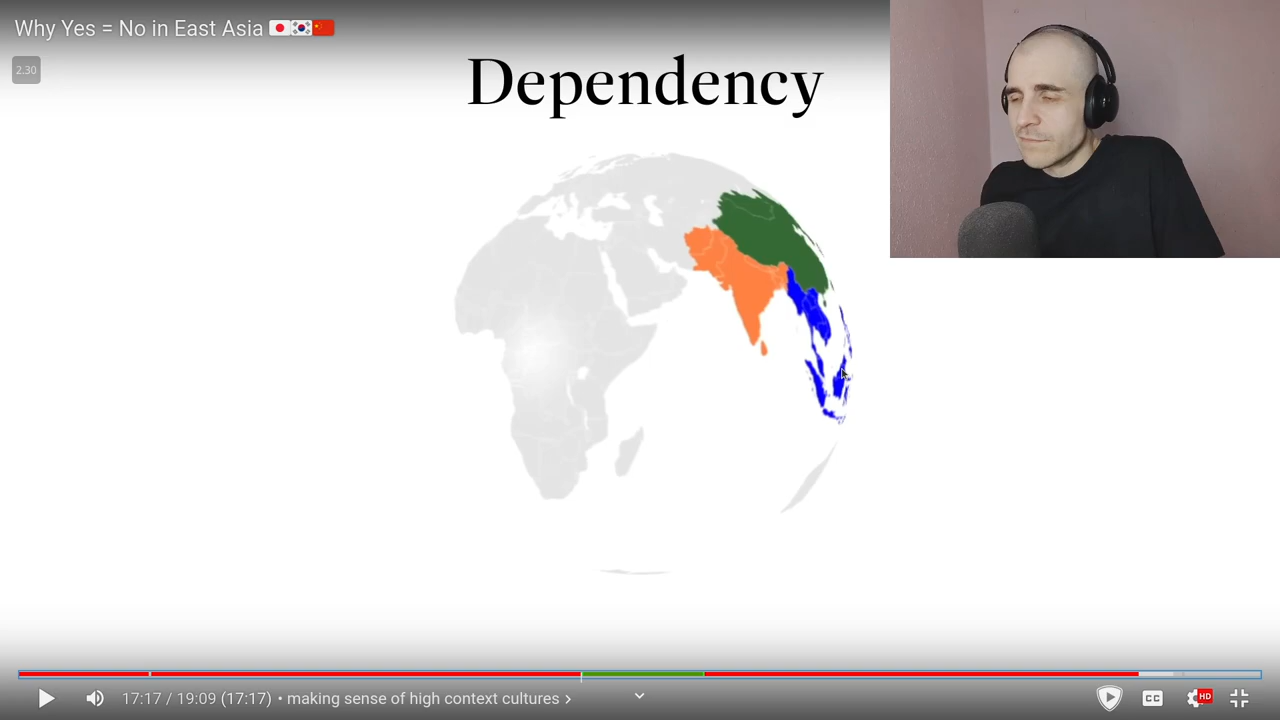 Why Yes = No in East Asia 🇯🇵🇰🇷🇨🇳
2.30
Dependency
17:17 / 19:09 (17:17) • making sense of high context cultures >
CC
HD